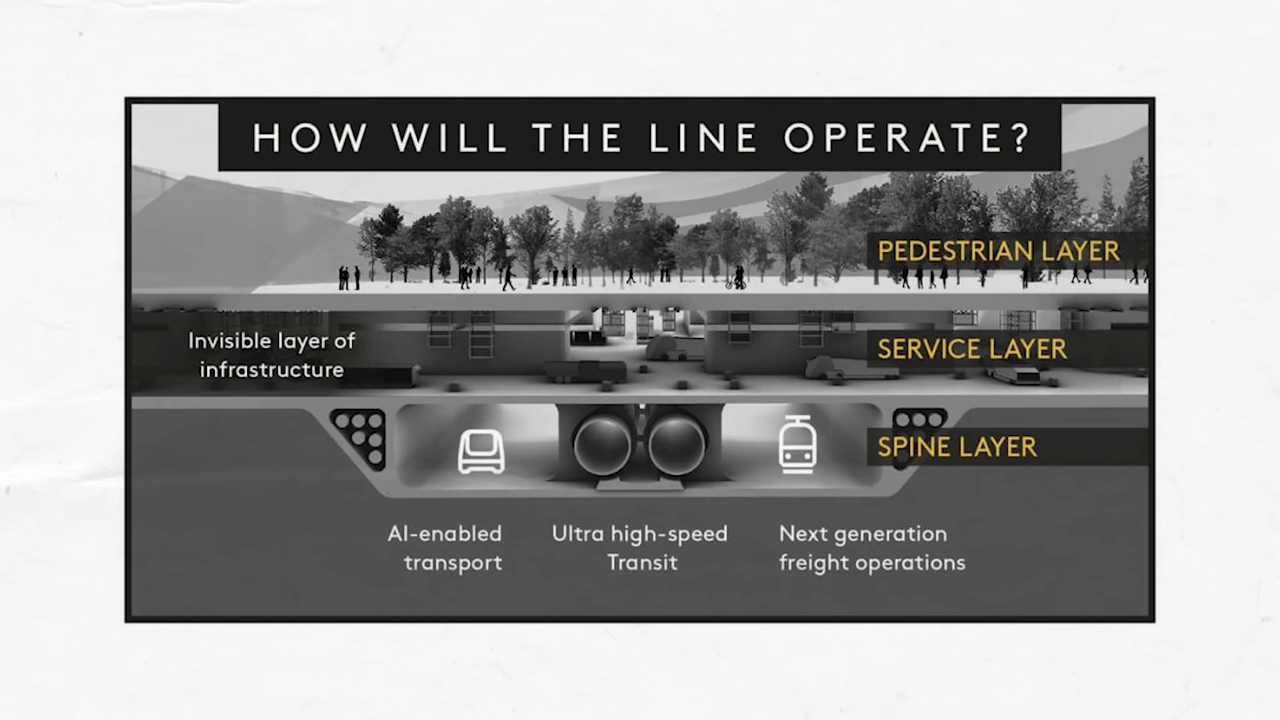 HOW WILL THE LINE OPERATE?
PEDESTRIAN LAYER
Invisible layer of
infrastructure
SERVICE LAYER
SPINE LAYER
AI-enabled
transport
Ultra high-speed
Transit
Next generation
freight operations